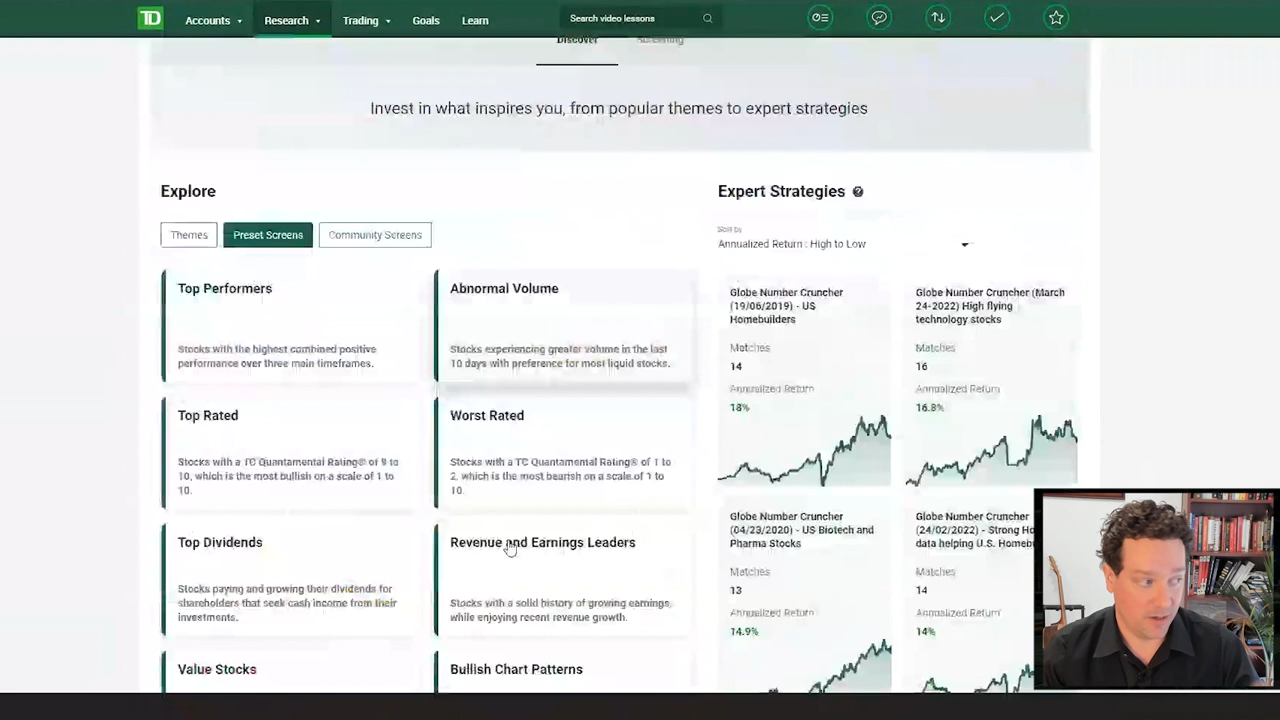 TD
Accounts
Research
Trading
Goals
Learn
Search video lessons
Discover
Screening
Invest in what inspires you, from popular themes to expert strategies
Explore
Themes
Preset Screens
Community Screens
Top Performers
Stocks with the highest combined positive
performance over three main timeframes.
Abnormal Volume
Stocks experiencing greater volume in the last
10 days with preference for most liquid stocks.
Top Rated
Stocks with a TC Quantamental Rating® of 9 to
10, which is the most bullish on a scale of 1 to
10.
Worst Rated
Stocks with a TC Quantamental Rating® of 1 to
2, which is the most bearish on a scale of 1 to
10.
Top Dividends
Stocks paying and growing their dividends for
shareholders that seek cash income from their
investments.
Revenue and Earnings Leaders
Stocks with a solid history of growing earnings,
while enjoying recent revenue growth.
Value Stocks
Bullish Chart Patterns
Expert Strategies
Sort by
Annualized Return : High to Low
Globe Number Cruncher
(19/06/2019) - US
Homebuilders
Matches
14
Annualized Return
18%
Globe Number Cruncher (March
24-2022) High flying
technology stocks
Matches
16
Annualized Return
16.8%
Globe Number Cruncher
(04/23/2020) - US Biotech and
Pharma Stocks
Matches
13
Annualized Return
14.9%
Globe Number Cruncher
(24/02/2022) - Strong Ho
data helping U.S. Homebu
Matches
14
Annualized Return
14%